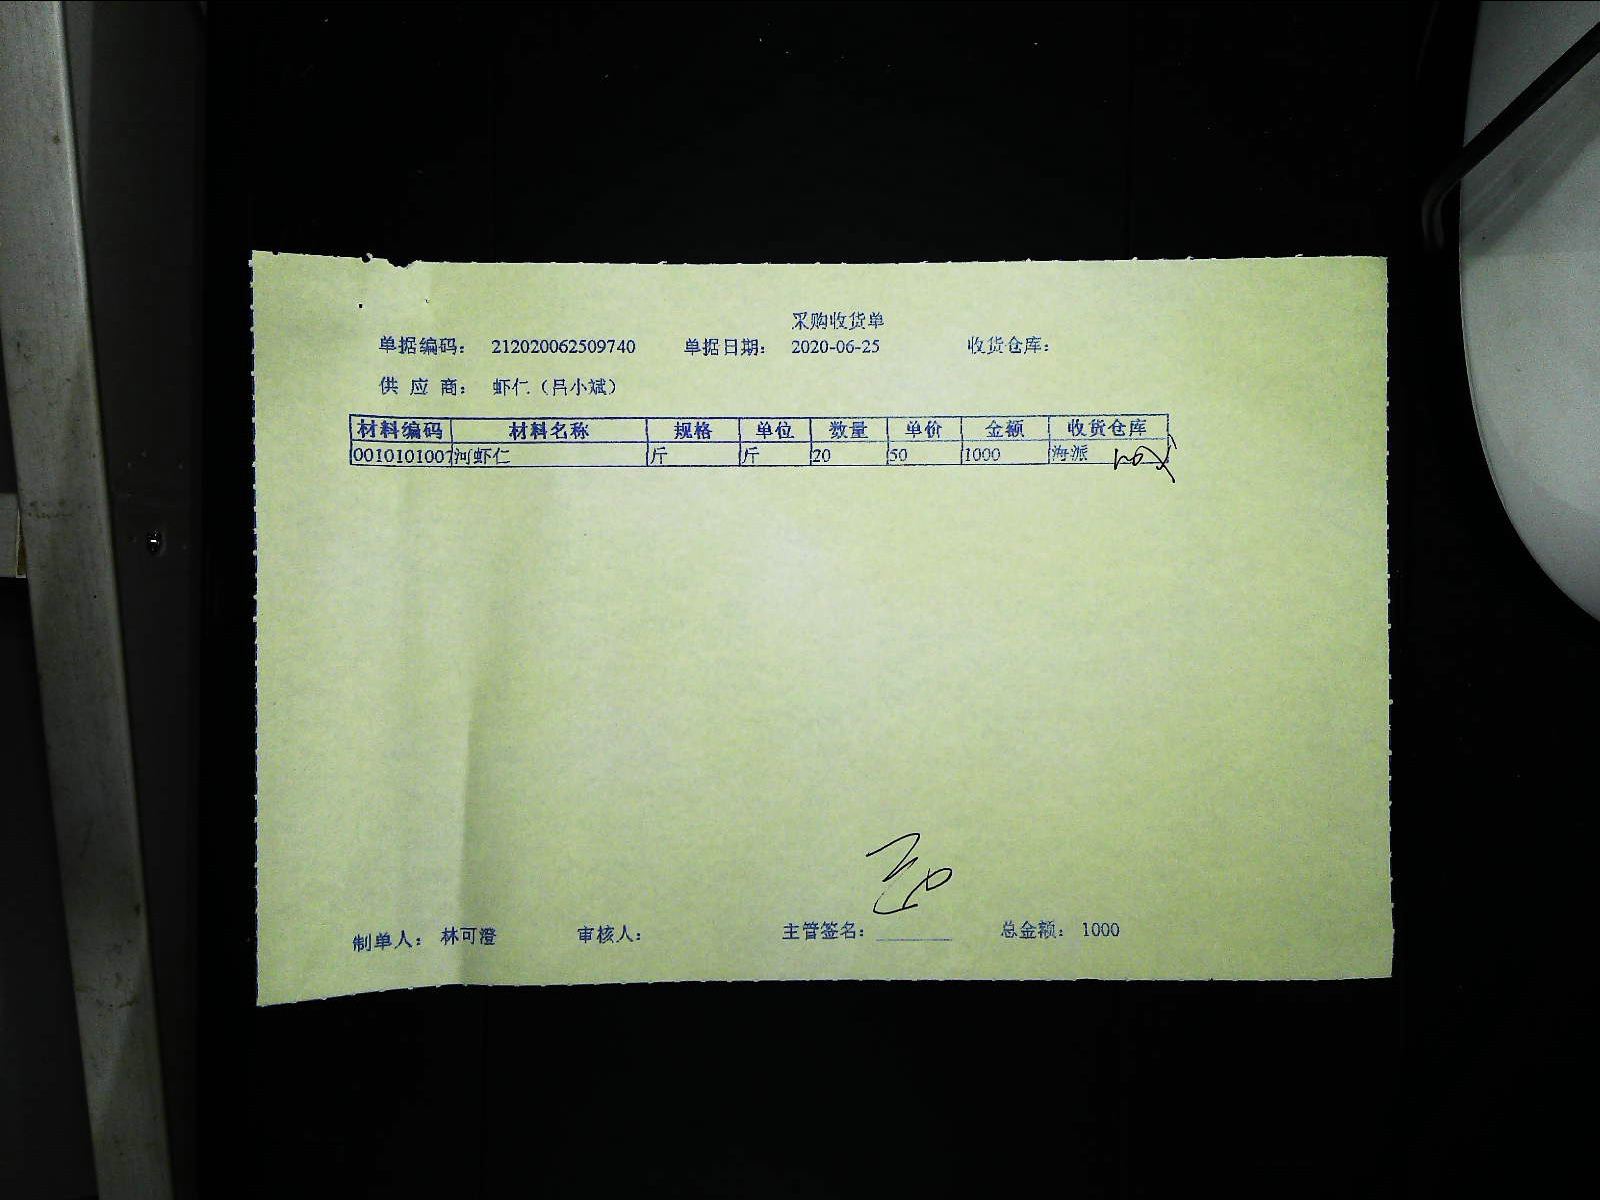 采购收货单
单据编码： 212020062509740 单据日期： 2020-06-25 收货仓库：
供 应 商： 虾仁（吕小斌）
材料编码 材料名称 规格 单位 数量 单价 金额 收货仓库
0010101007 河虾仁 斤 斤 20 50 1000 海派
制单人： 林可澄 审核人： 主管签名： 总金额： 1000